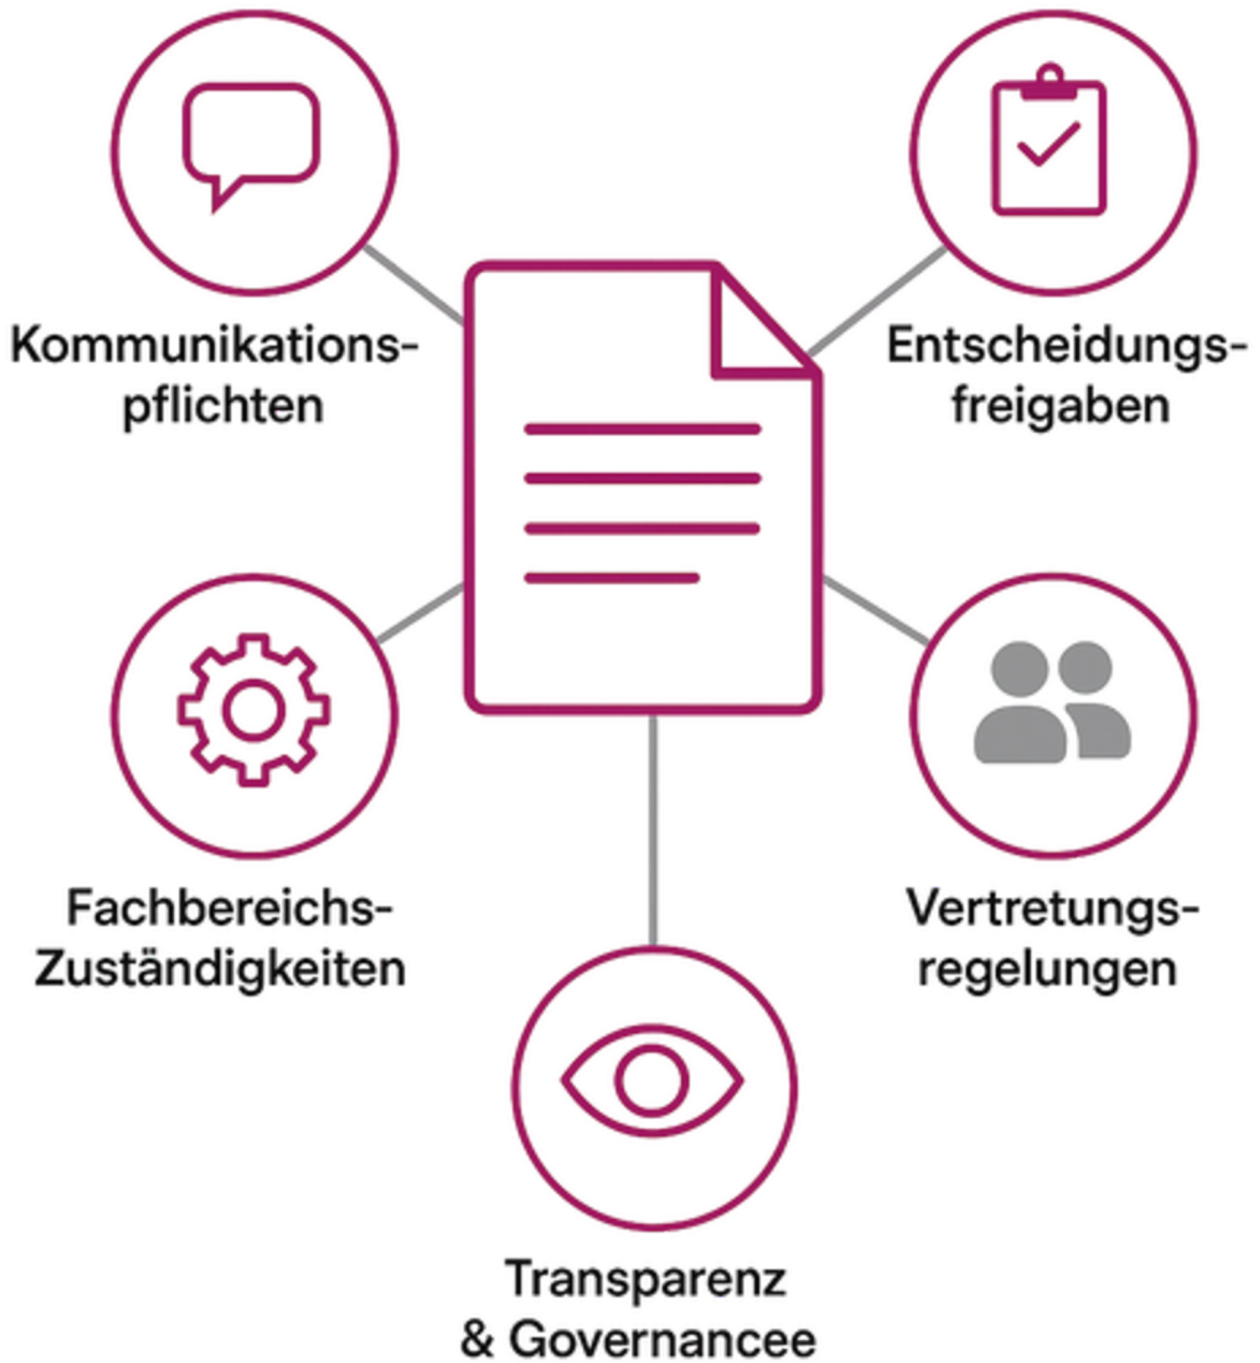 Kommunikations-
pflichten
Entscheidungs-
freigaben
Fachbereichs-
Zuständigkeiten
Vertretungs-
regelungen
Transparenz
& Governancee